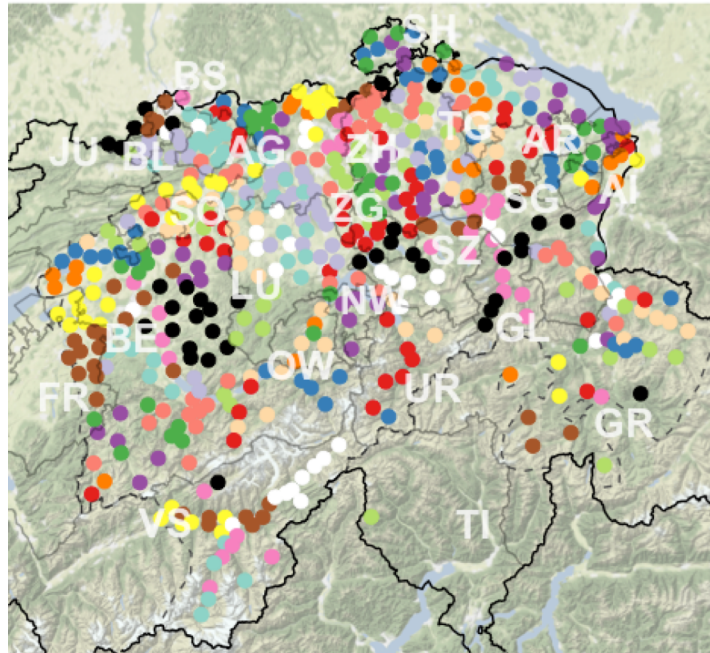 SH
BS
JU BL AG ZH TG AR
SO ZG SG AI
LU SZ
BE NW GL
FR OW UR GR
VS TI